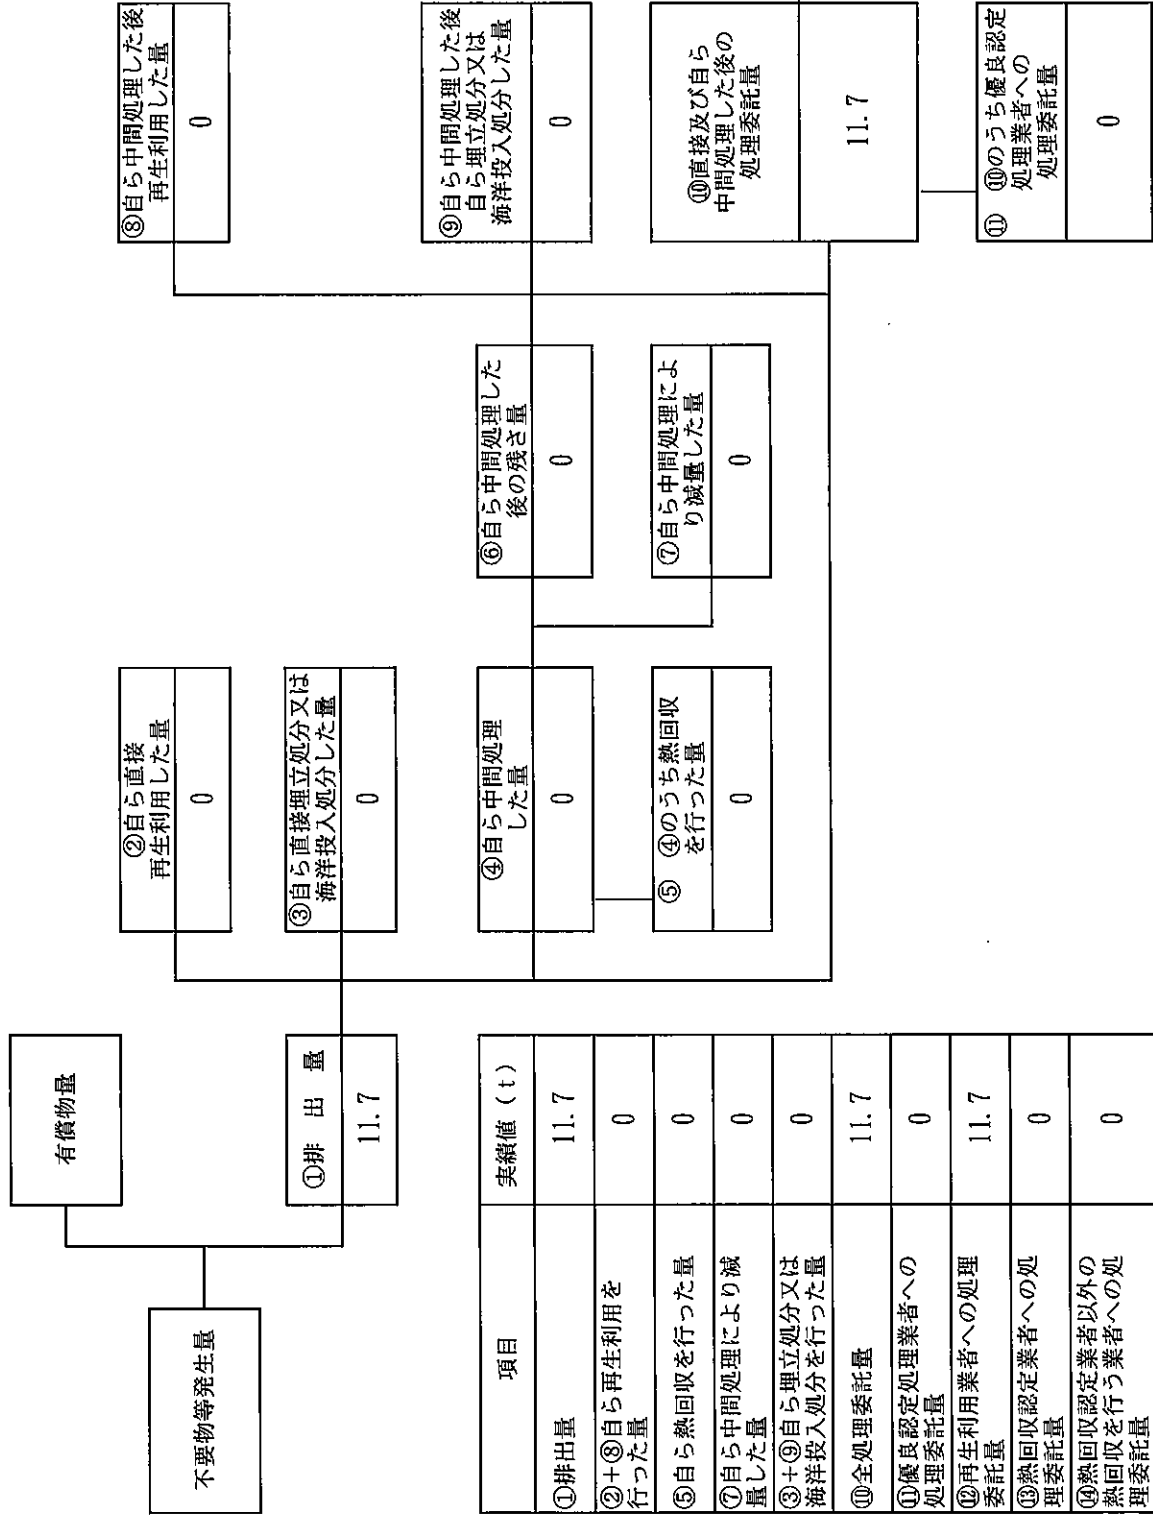 不要物等発生量
有償物量
①排 出 量
11.7
②自ら直接
再生利用した量
0
③自ら直接埋立処分又は
海洋投入処分した量
0
④自ら中間処理
した量
0
⑤ ④のうち熱回収
を行った量
0
⑥自ら中間処理した
後の残さ量
0
⑦自ら中間処理によ
り減量した量
0
⑧自ら中間処理した後
再生利用した量
0
⑨自ら中間処理した後
自ら埋立処分又は
海洋投入処分した量
0
⑩直接及び自ら
中間処理した後の
処理委託量
11.7
⑪ ⑩のうち優良認定
処理業者への
処理委託量
0
項目 実績値（t）
①排出量 11.7
②+⑧自ら再生利用を
行った量 0
⑤自ら熱回収を行った量 0
⑦自ら中間処理により減
量した量 0
③+⑨自ら埋立処分又は
海洋投入処分を行った量 0
⑩全処理委託量 11.7
⑪優良認定処理業者への
処理委託量 0
⑫再生利用業者への処理
委託量 11.7
⑬熱回収認定業者への処
理委託量 0
⑭熱回収認定業者以外の
熱回収を行う業者への処
理委託量 0